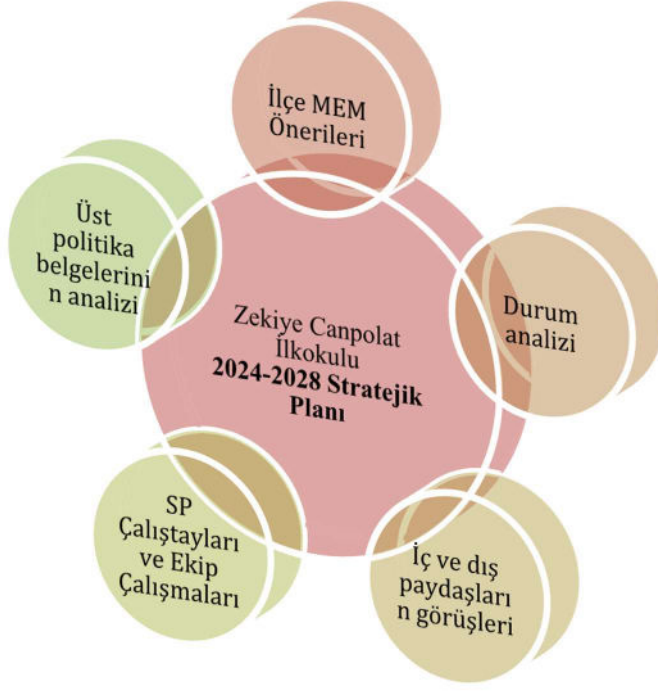 İlçe MEM
Önerileri
Üst
politika
belgelerini
n analizi
Durum
analizi
Zekiye Canpolat
İlkokulu
2024-2028 Stratejik
Planı
SP
Çalıştayları
ve Ekip
Çalışmaları
İç ve dış
paydaşları
n görüşleri